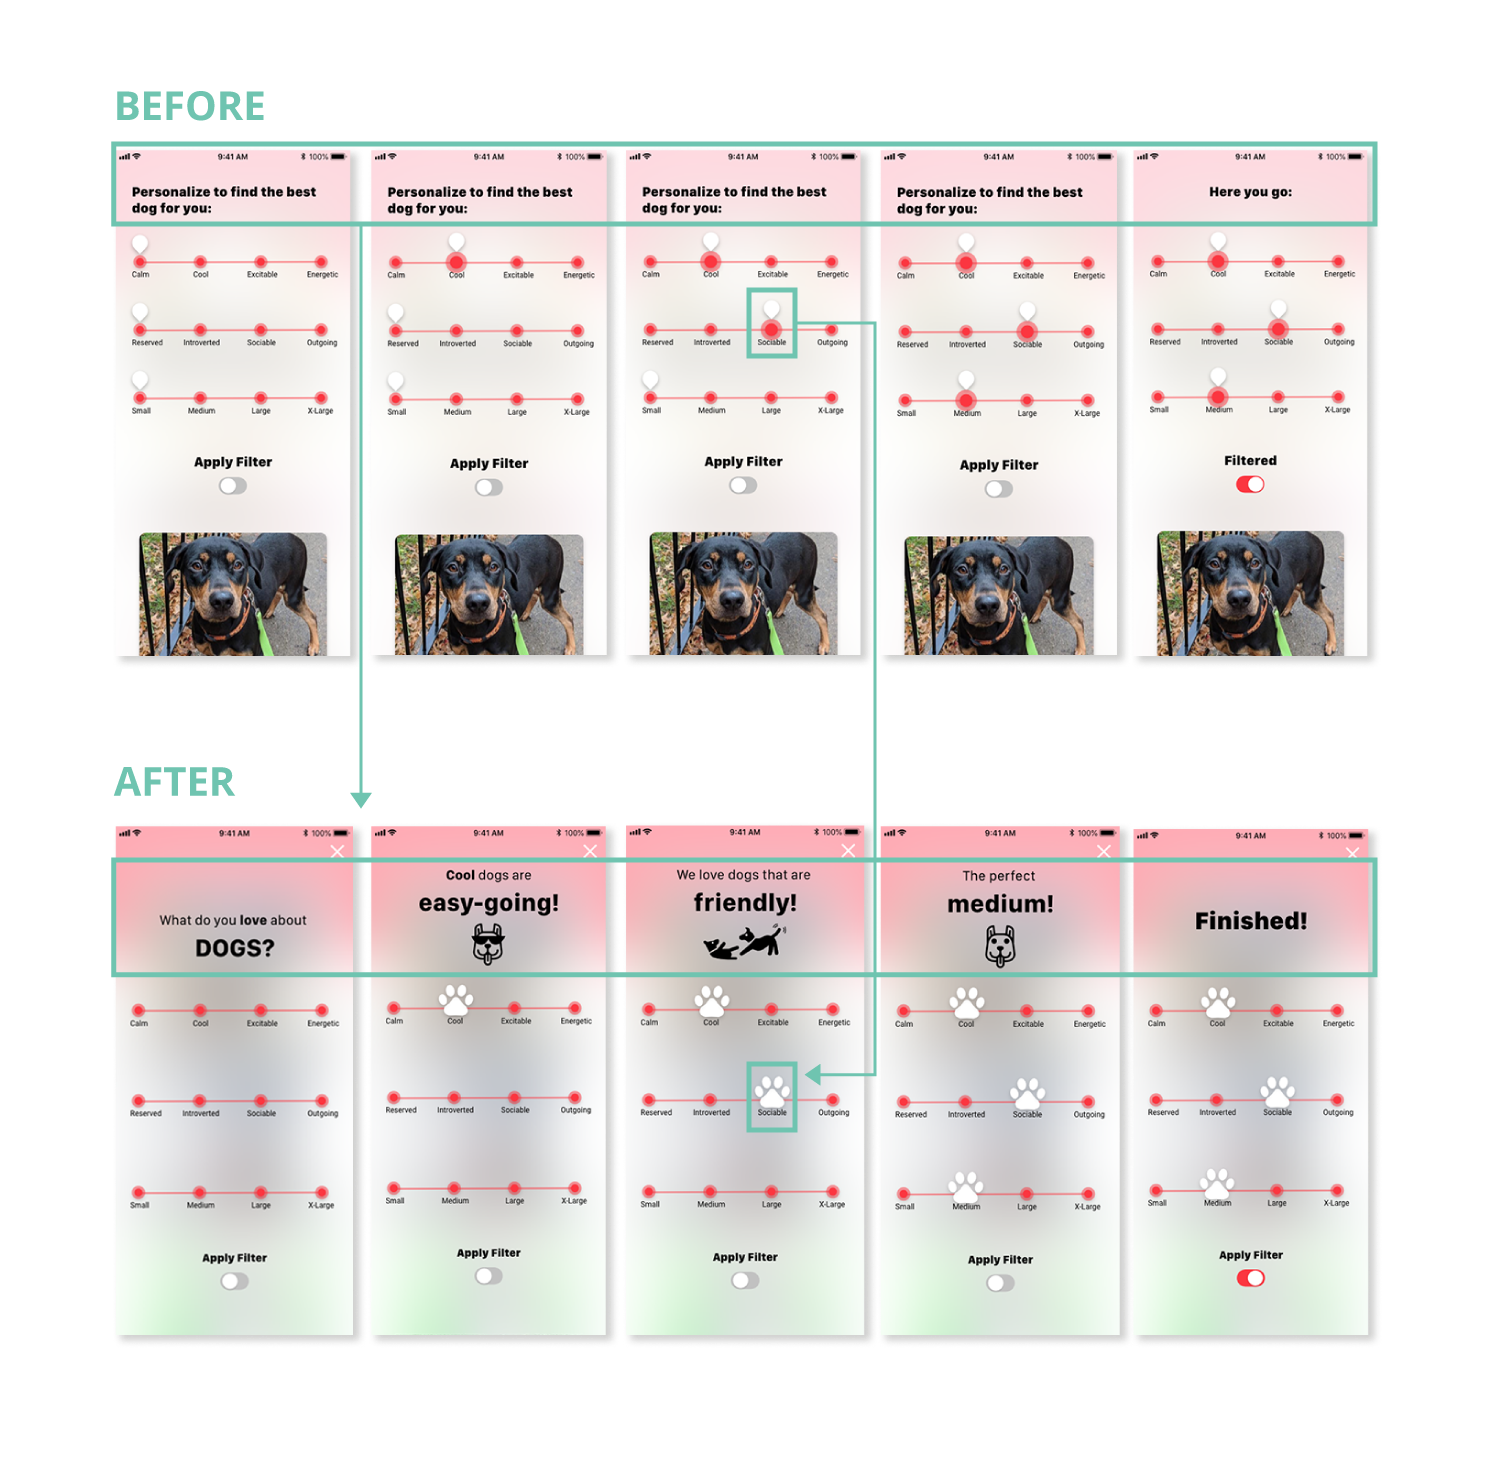 BEFORE
9:41 AM 100%
Personalize to find the best
dog for you:
Calm Cool Excitable Energetic
Reserved Introverted Sociable Outgoing
Small Medium Large X-Large
Apply Filter
9:41 AM 100%
Personalize to find the best
dog for you:
Calm Cool Excitable Energetic
Reserved Introverted Sociable Outgoing
Small Medium Large X-Large
Apply Filter
9:41 AM 100%
Personalize to find the best
dog for you:
Calm Cool Excitable Energetic
Reserved Introverted Sociable Outgoing
Small Medium Large X-Large
Apply Filter
9:41 AM 100%
Personalize to find the best
dog for you:
Calm Cool Excitable Energetic
Reserved Introverted Sociable Outgoing
Small Medium Large X-Large
Apply Filter
9:41 AM 100%
Here you go:
Calm Cool Excitable Energetic
Reserved Introverted Sociable Outgoing
Small Medium Large X-Large
Filtered
AFTER
9:41 AM 100%
What do you love about
DOGS?
Calm Cool Excitable Energetic
Reserved Introverted Sociable Outgoing
Small Medium Large X-Large
Apply Filter
9:41 AM 100%
Cool dogs are
easy-going!
Calm Cool Excitable Energetic
Reserved Introverted Sociable Outgoing
Small Medium Large X-Large
Apply Filter
9:41 AM 100%
We love dogs that are
friendly!
Calm Cool Excitable Energetic
Reserved Introverted Sociable Outgoing
Small Medium Large X-Large
Apply Filter
9:41 AM 100%
The perfect
medium!
Calm Cool Excitable Energetic
Reserved Introverted Sociable Outgoing
Small Medium Large X-Large
Apply Filter
9:41 AM 100%
Finished!
Calm Cool Excitable Energetic
Reserved Introverted Sociable Outgoing
Small Medium Large X-Large
Apply Filter